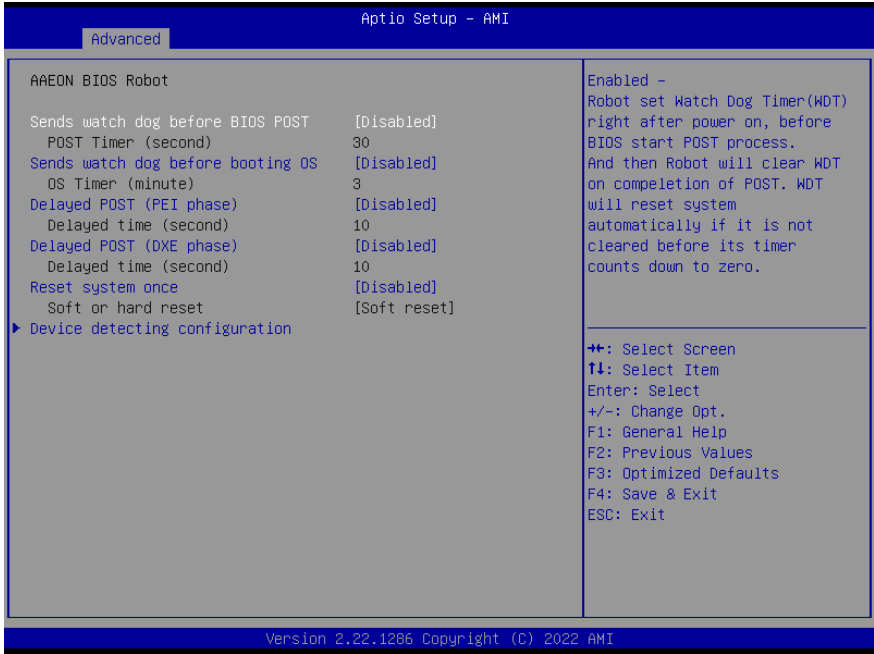 Aptio Setup – AMI
Advanced
AAEON BIOS Robot
Sends watch dog before BIOS POST [Disabled]
POST Timer (second) 30
Sends watch dog before booting OS [Disabled]
OS Timer (minute) 3
Delayed POST (PEI phase) [Disabled]
Delayed time (second) 10
Delayed POST (DXE phase) [Disabled]
Delayed time (second) 10
Reset system once [Disabled]
Soft or hard reset [Soft reset]
Device detecting configuration
Enabled –
Robot set Watch Dog Timer(WDT)
right after power on, before
BIOS start POST process.
And then Robot will clear WDT
on compeletion of POST. WDT
will reset system
automatically if it is not
cleared before its timer
counts down to zero.
→←: Select Screen
↑↓: Select Item
Enter: Select
+/-: Change Opt.
F1: General Help
F2: Previous Values
F3: Optimized Defaults
F4: Save & Exit
ESC: Exit
Version 2.22.1286 Copyright (C) 2022 AMI